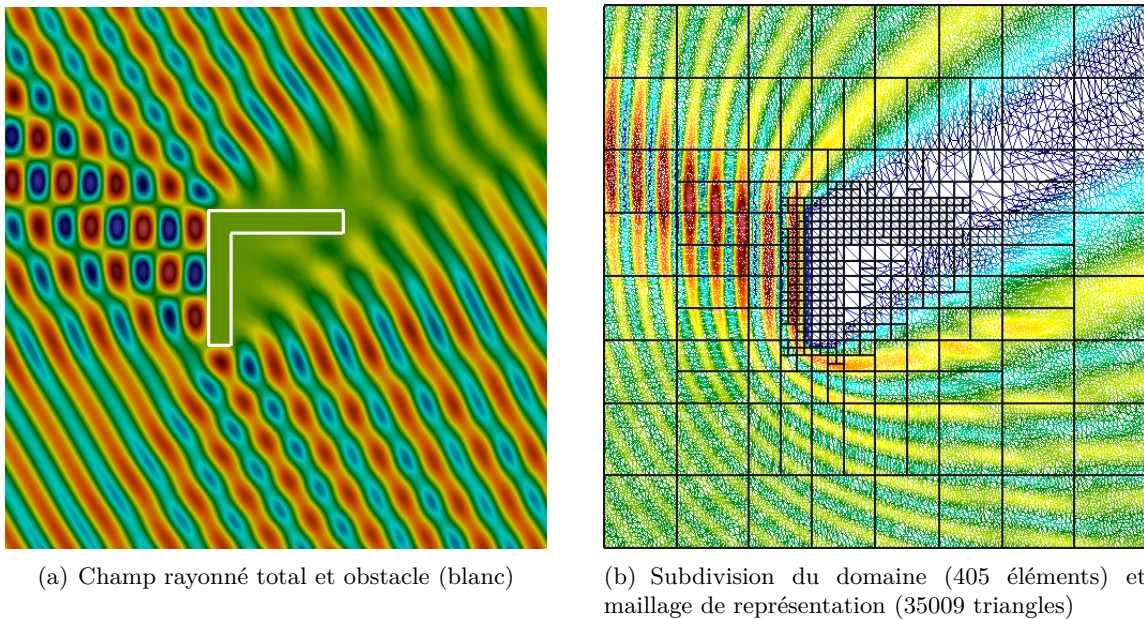 (a) Champ rayonné total et obstacle (blanc)
(b) Subdivision du domaine (405 éléments) et
maillage de représentation (35009 triangles)